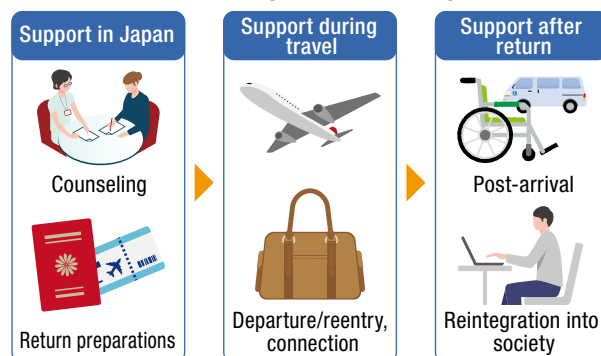 Support in Japan
Counseling
Return preparations
Support during
travel
Departure/reentry,
connection
Support after
return
Post-arrival
Reintegration into
society